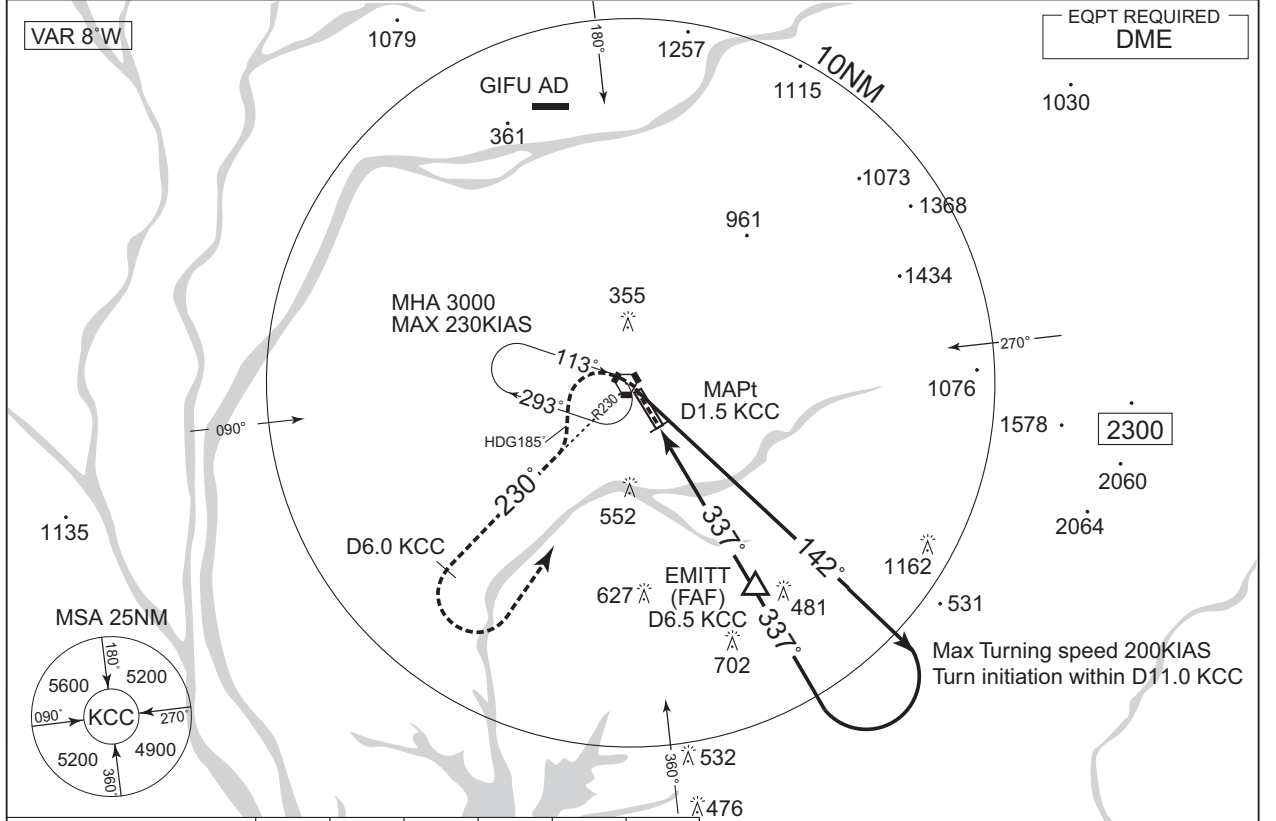 VAR 8°W
1079
180°
1257
10NM
1115
EQPT REQUIRED
DME
GIFU AD
361
1030
1073
1368
961
1434
MHA 3000
MAX 230KIAS
355
270°
113°
293°
R230
MAPt
D1.5 KCC
1076
1578
2300
090°
HDG185°
2060
230°
552
337°
2064
1135
D6.0 KCC
142°
1162
EMITT
(FAF)
D6.5 KCC
627
481
531
337°
702
MSA 25NM
180°
5600
5200
090°
KCC
270°
5200
4900
360°
Max Turning speed 200KIAS
Turn initiation within D11.0 KCC
360°
532
476